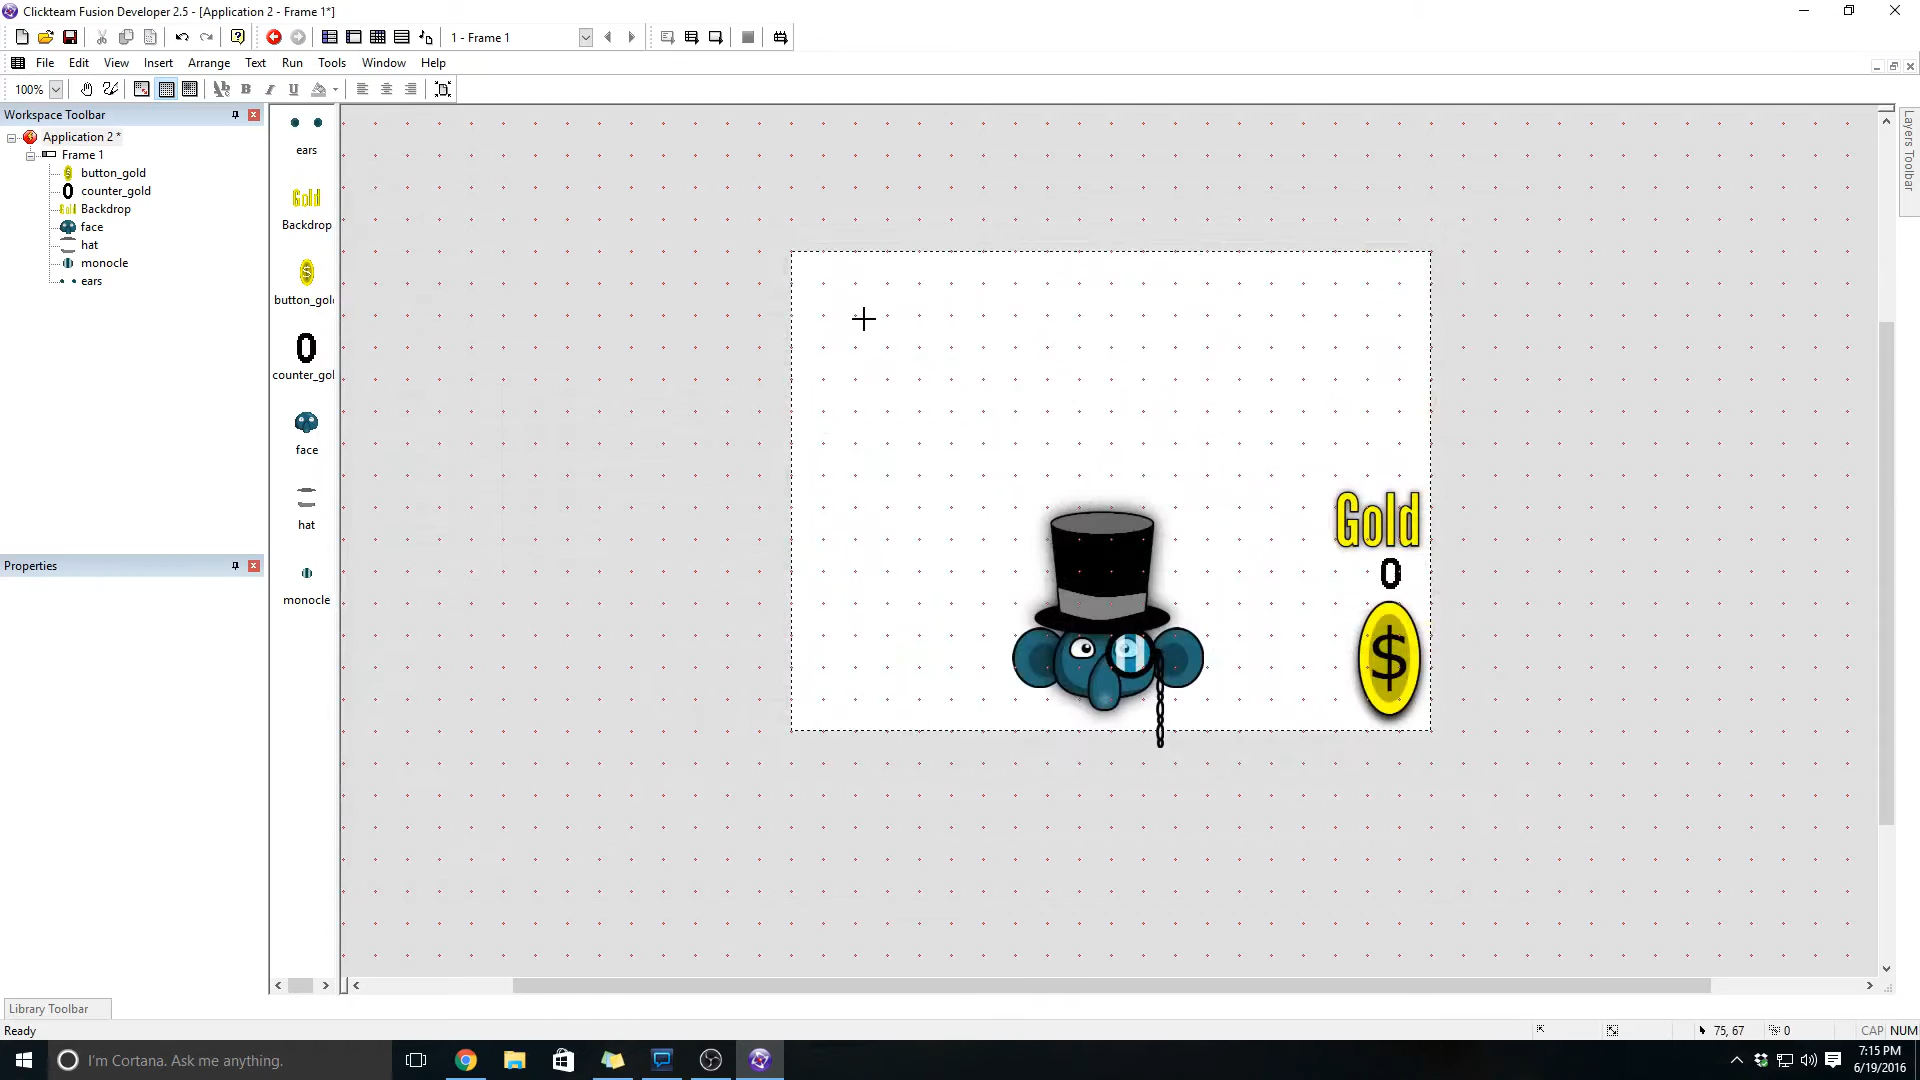 Clickteam Fusion Developer 2.5 - [Application 2 - Frame 1*]
1 - Frame 1
File Edit View Insert Arrange Text Run Tools Window Help
100%
Workspace Toolbar
Application 2 *
Frame 1
button_gold
counter_gold
Backdrop
face
hat
monocle
ears
Properties
Library Toolbar
Ready
ears
Gold
Backdrop
$
button_gol
0
counter_gol
face
hat
monocle
Gold
0
$
Layers Toolbar
75, 67
0
CAP NUM
I'm Cortana. Ask me anything.
7:15 PM
6/19/2016